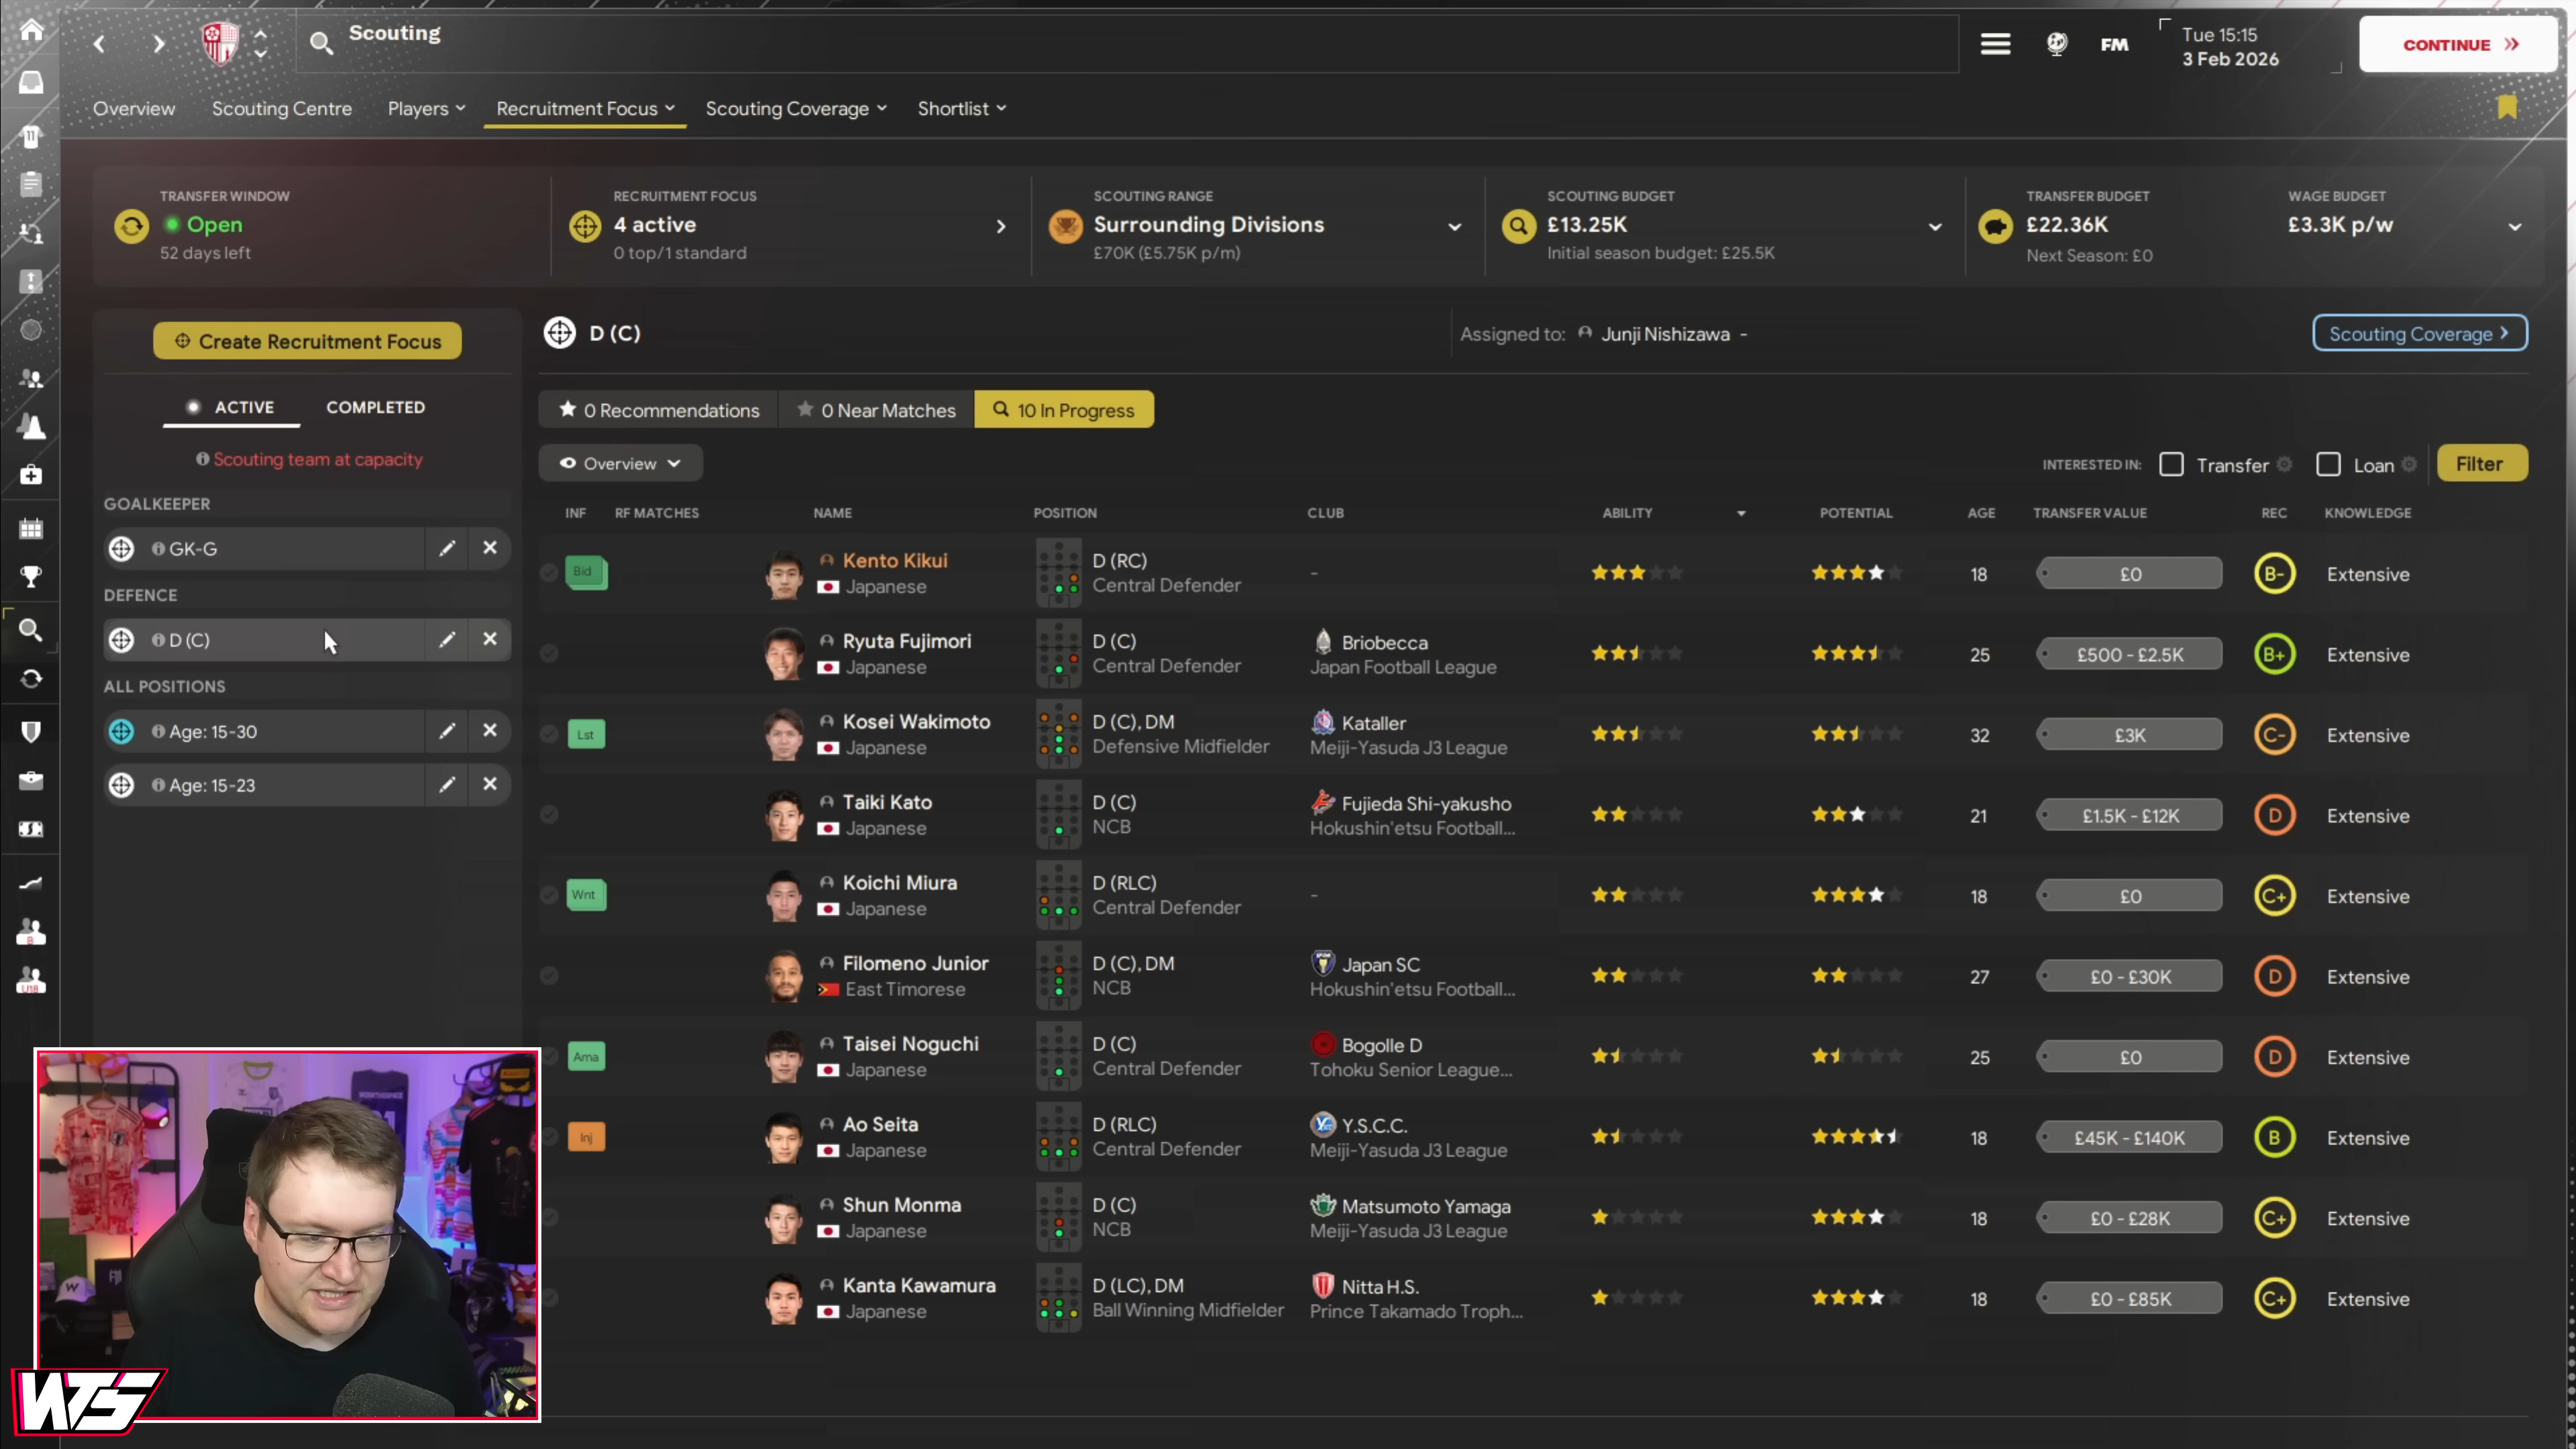 Scouting
FM
Tue 15:15
3 Feb 2026
CONTINUE
Overview
Scouting Centre
Players
Recruitment Focus
Scouting Coverage
Shortlist
TRANSFER WINDOW
Open
52 days left
RECRUITMENT FOCUS
4 active
0 top/1 standard
SCOUTING RANGE
Surrounding Divisions
£70K (£5.75K p/m)
SCOUTING BUDGET
£13.25K
Initial season budget: £25.5K
TRANSFER BUDGET
£22.36K
Next Season: £0
WAGE BUDGET
£3.3K p/w
Create Recruitment Focus
ACTIVE
COMPLETED
Scouting team at capacity
GOALKEEPER
GK-G
DEFENCE
D (C)
ALL POSITIONS
Age: 15-30
Age: 15-23
D (C)
Assigned to: Junji Nishizawa -
Scouting Coverage
0 Recommendations
0 Near Matches
10 In Progress
Overview
INTERESTED IN: Transfer Loan
Filter
INF RF MATCHES NAME POSITION CLUB ABILITY POTENTIAL AGE TRANSFER VALUE REC KNOWLEDGE
Bid Kento Kikui D (RC) - 18 £0 B- Extensive
Japanese Central Defender
Ryuta Fujimori D (C) Briobecca 25 £500 - £2.5K B+ Extensive
Japanese Central Defender Japan Football League
Lst Kosei Wakimoto D (C), DM Kataller 32 £3K C- Extensive
Japanese Defensive Midfielder Meiji-Yasuda J3 League
Taiki Kato D (C) Fujieda Shi-yakusho 21 £1.5K - £12K D Extensive
Japanese NCB Hokushin'etsu Football...
Wnt Koichi Miura D (RLC) - 18 £0 C+ Extensive
Japanese Central Defender
Filomeno Junior D (C), DM Japan SC 27 £0 - £30K D Extensive
East Timorese NCB Hokushin'etsu Football...
Ama Taisei Noguchi D (C) Bogolle D 25 £0 D Extensive
Japanese Central Defender Tohoku Senior League...
Inj Ao Seita D (RLC) Y.S.C.C. 18 £45K - £140K B Extensive
Japanese Central Defender Meiji-Yasuda J3 League
Shun Monma D (C) Matsumoto Yamaga 18 £0 - £28K C+ Extensive
Japanese NCB Meiji-Yasuda J3 League
Kanta Kawamura D (LC), DM Nitta H.S. 18 £0 - £85K C+ Extensive
Japanese Ball Winning Midfielder Prince Takamado Troph...
11
B
U18
WTS